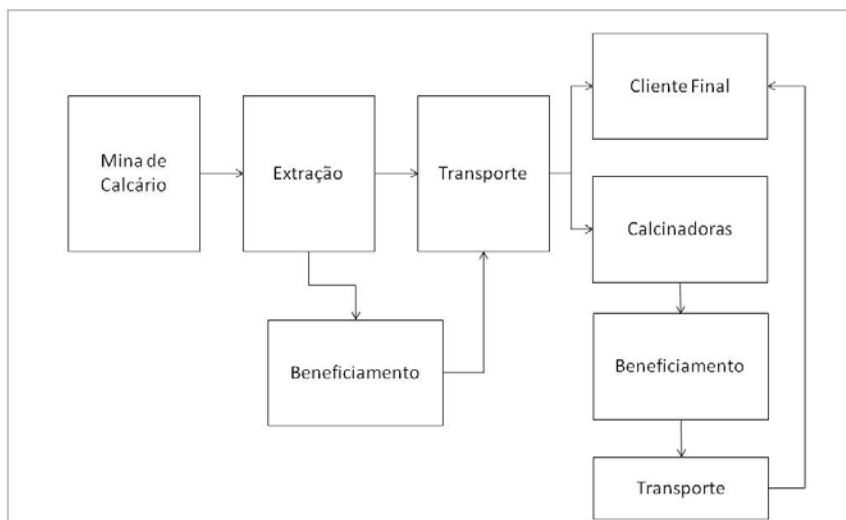 Cliente Final
Mina de
Calcário
Extração
Transporte
Calcinadoras
Beneficiamento
Beneficiamento
Transporte